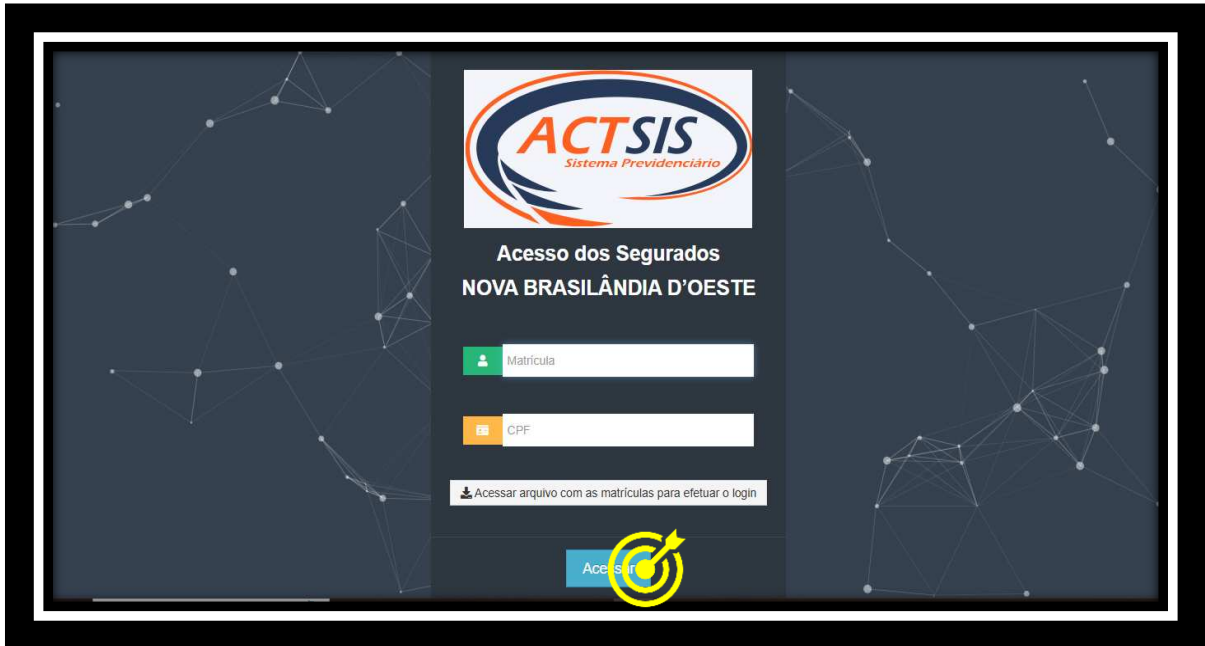 ACTSIS
Sistema Previdenciário
Acesso dos Segurados
NOVA BRASILÂNDIA D'OESTE
Matrícula
CPF
Acessar arquivo com as matrículas para efetuar o login
Acessar